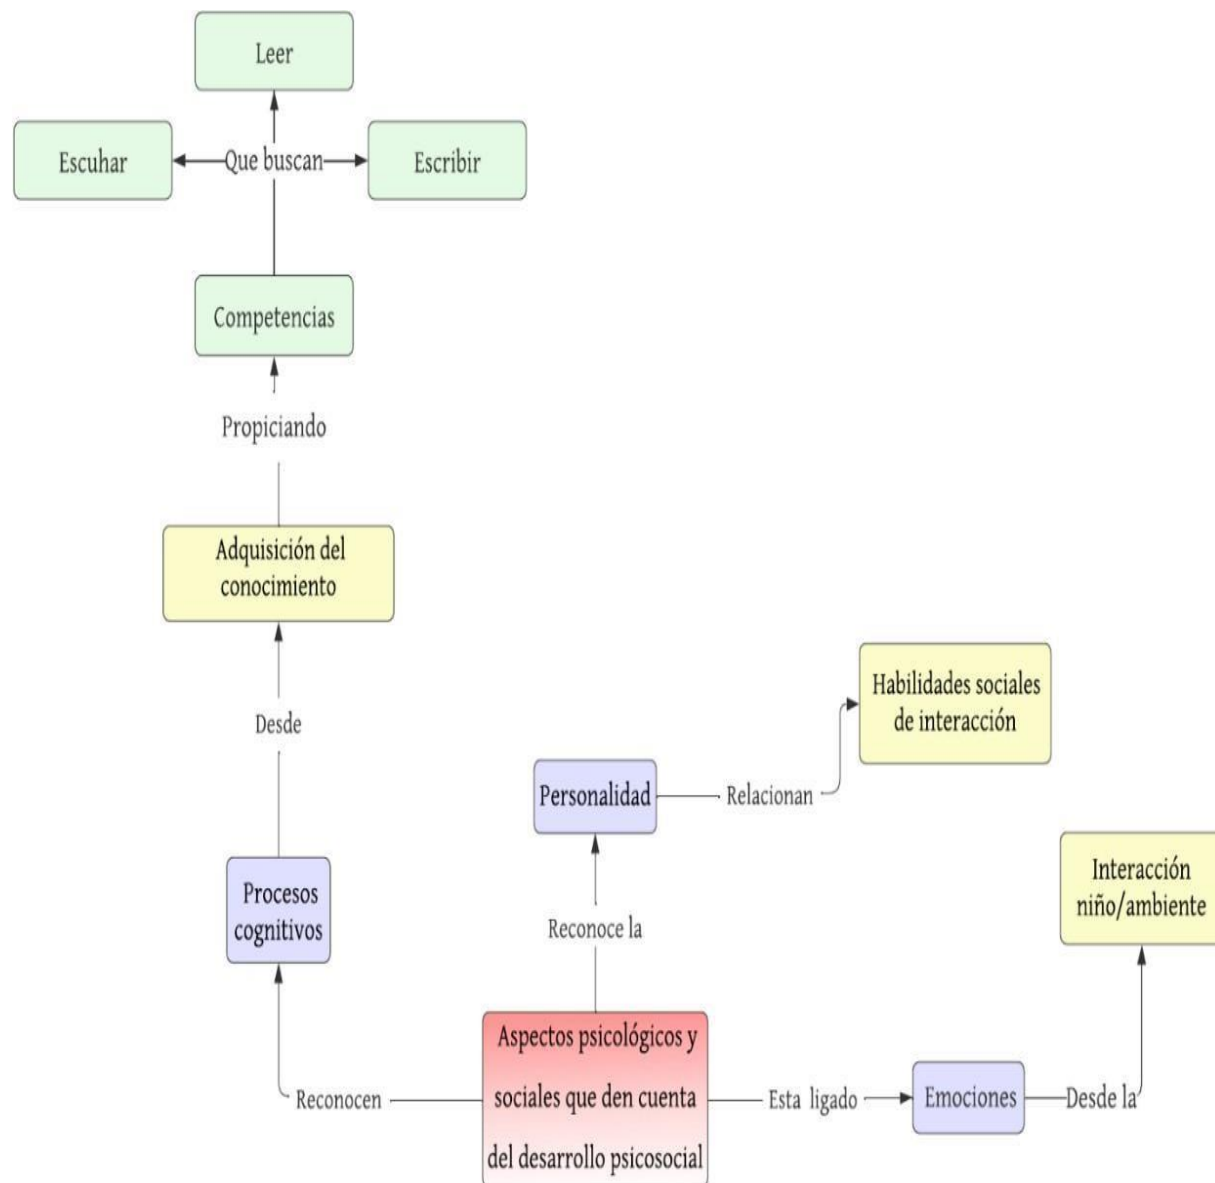 Leer
Escuhar
Que buscan
Escribir
Competencias
Propiciando
Adquisición del
conocimiento
Desde
Habilidades sociales
de interacción
Personalidad
Relacionan
Procesos
cognitivos
Interacción
niño/ambiente
Reconoce la
Aspectos psicológicos y
sociales que den cuenta
del desarrollo psicosocial
Reconocen
Esta ligado
Emociones
Desde la